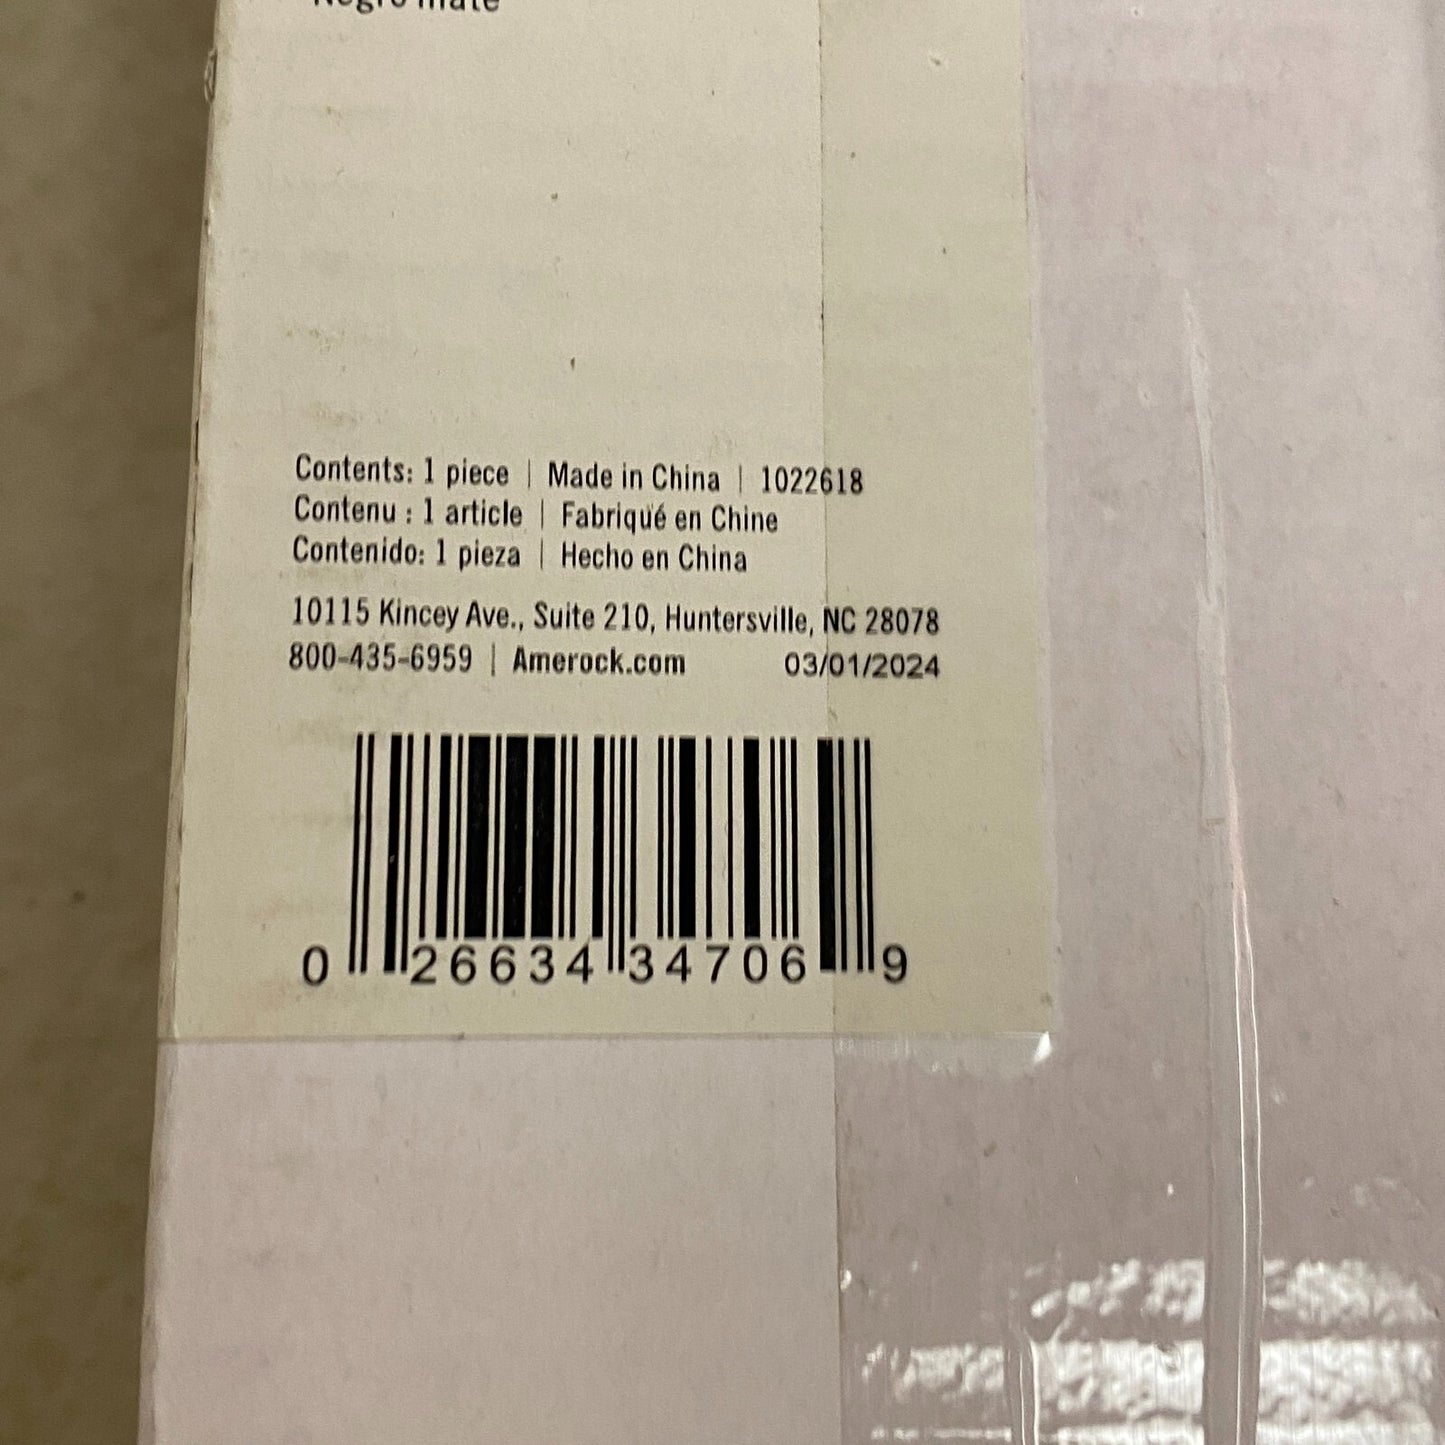 Negro mate
Contents: 1 piece | Made in China | 1022618
Contenu : 1 article | Fabriqué en Chine
Contenido: 1 pieza | Hecho en China
10115 Kincey Ave., Suite 210, Huntersville, NC 28078
800-435-6959 | Amerock.com 03/01/2024
0 26634 34706 9